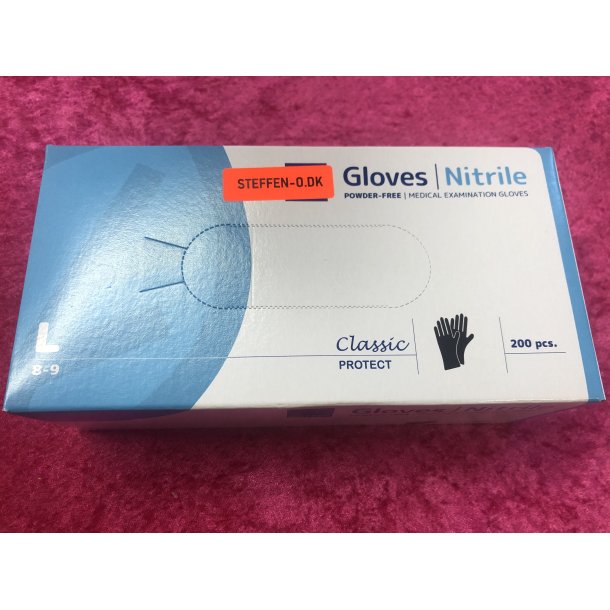 STEFFEN-O.DK
Gloves | Nitrile
POWDER-FREE | MEDICAL EXAMINATION GLOVES
Classic
PROTECT
200 pcs.
L
8-9
Gloves | Nitrile